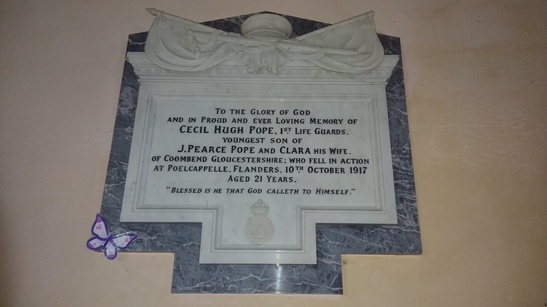 To the Glory of God
and in Proud and ever Loving Memory of
Cecil Hugh Pope, 1st Life Guards.
youngest son of
J. Pearce Pope and Clara his Wife.
of Coombend Gloucestershire; who fell in action
at Poelcappelle, Flanders, 10th October 1917
Aged 21 Years.
"Blessed is he that God calleth to Himself."